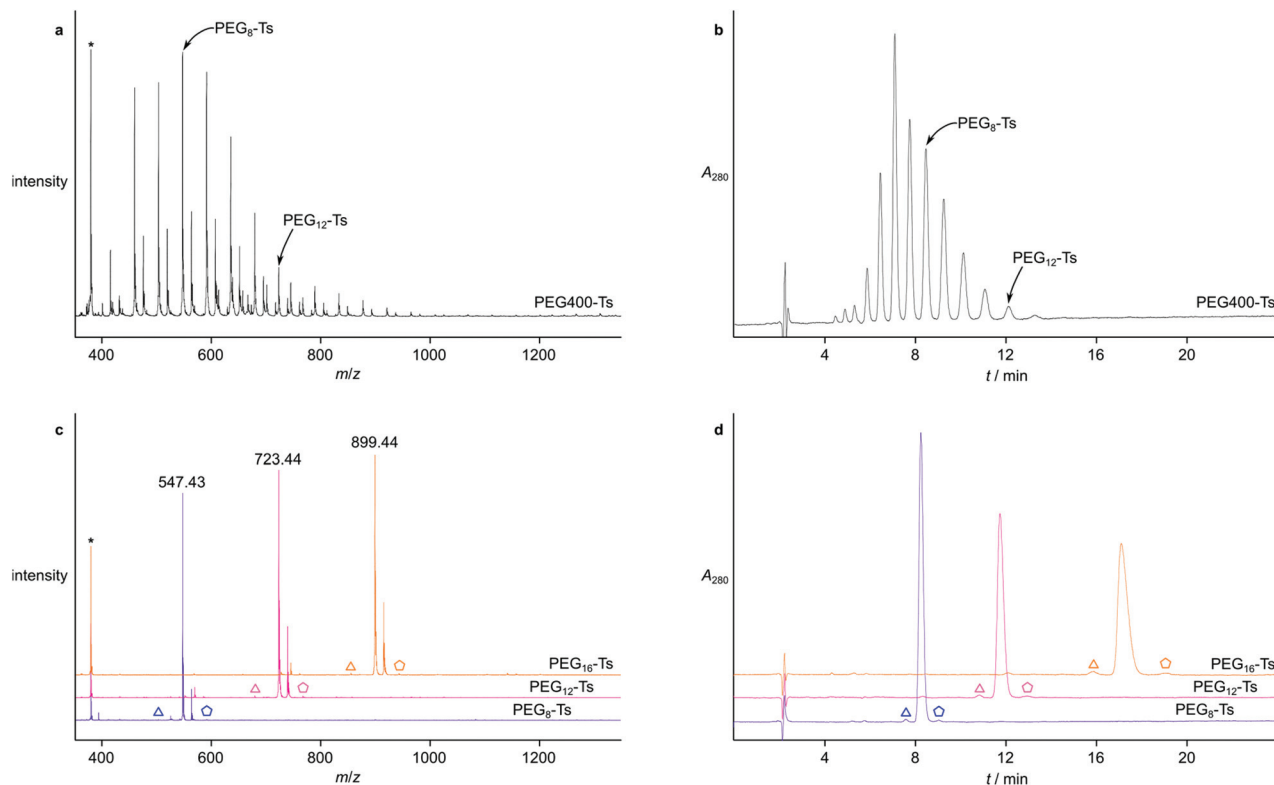 a
*
PEG₈-Ts
PEG₁₂-Ts
intensity
PEG400-Ts
400 600 800 1000 1200
m/z
b
PEG₈-Ts
A₂₈₀
PEG₁₂-Ts
PEG400-Ts
4 8 12 16 20
t / min
c
899.44
723.44
547.43
*
intensity
PEG₁₆-Ts
PEG₁₂-Ts
PEG₈-Ts
400 600 800 1000 1200
m/z
d
A₂₈₀
PEG₁₆-Ts
PEG₁₂-Ts
PEG₈-Ts
4 8 12 16 20
t / min